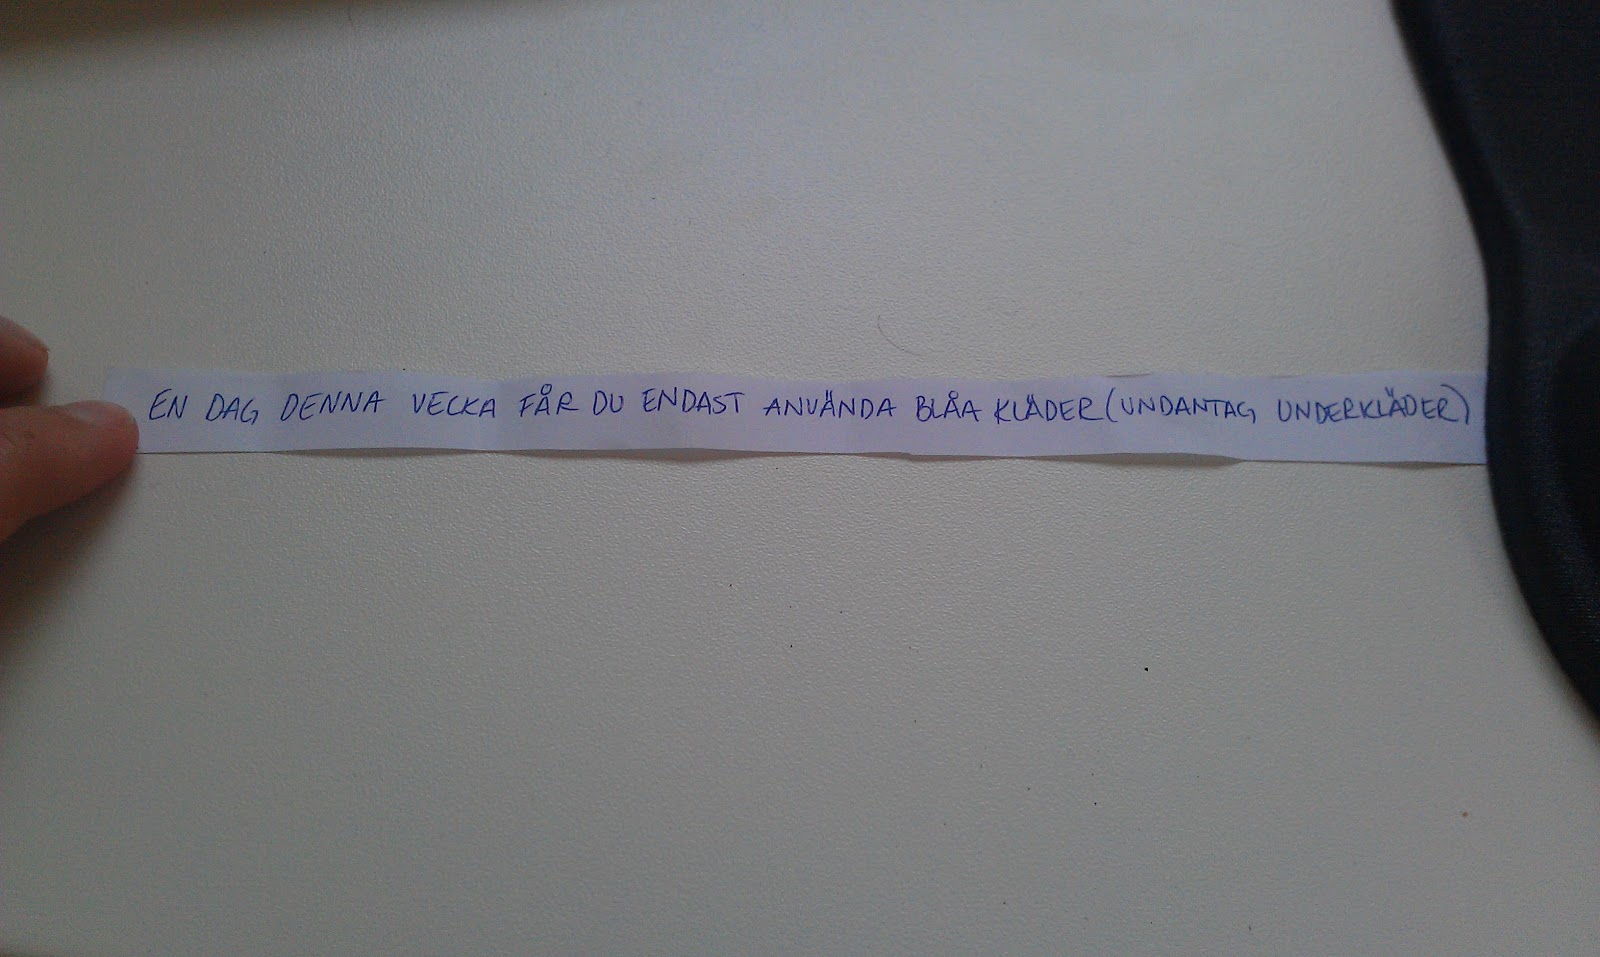 EN DAG DENNA VECKA FÅR DU ENDAST ANVÄNDA BLÅA KLÄDER (UNDANTAG UNDERKLÄDER)